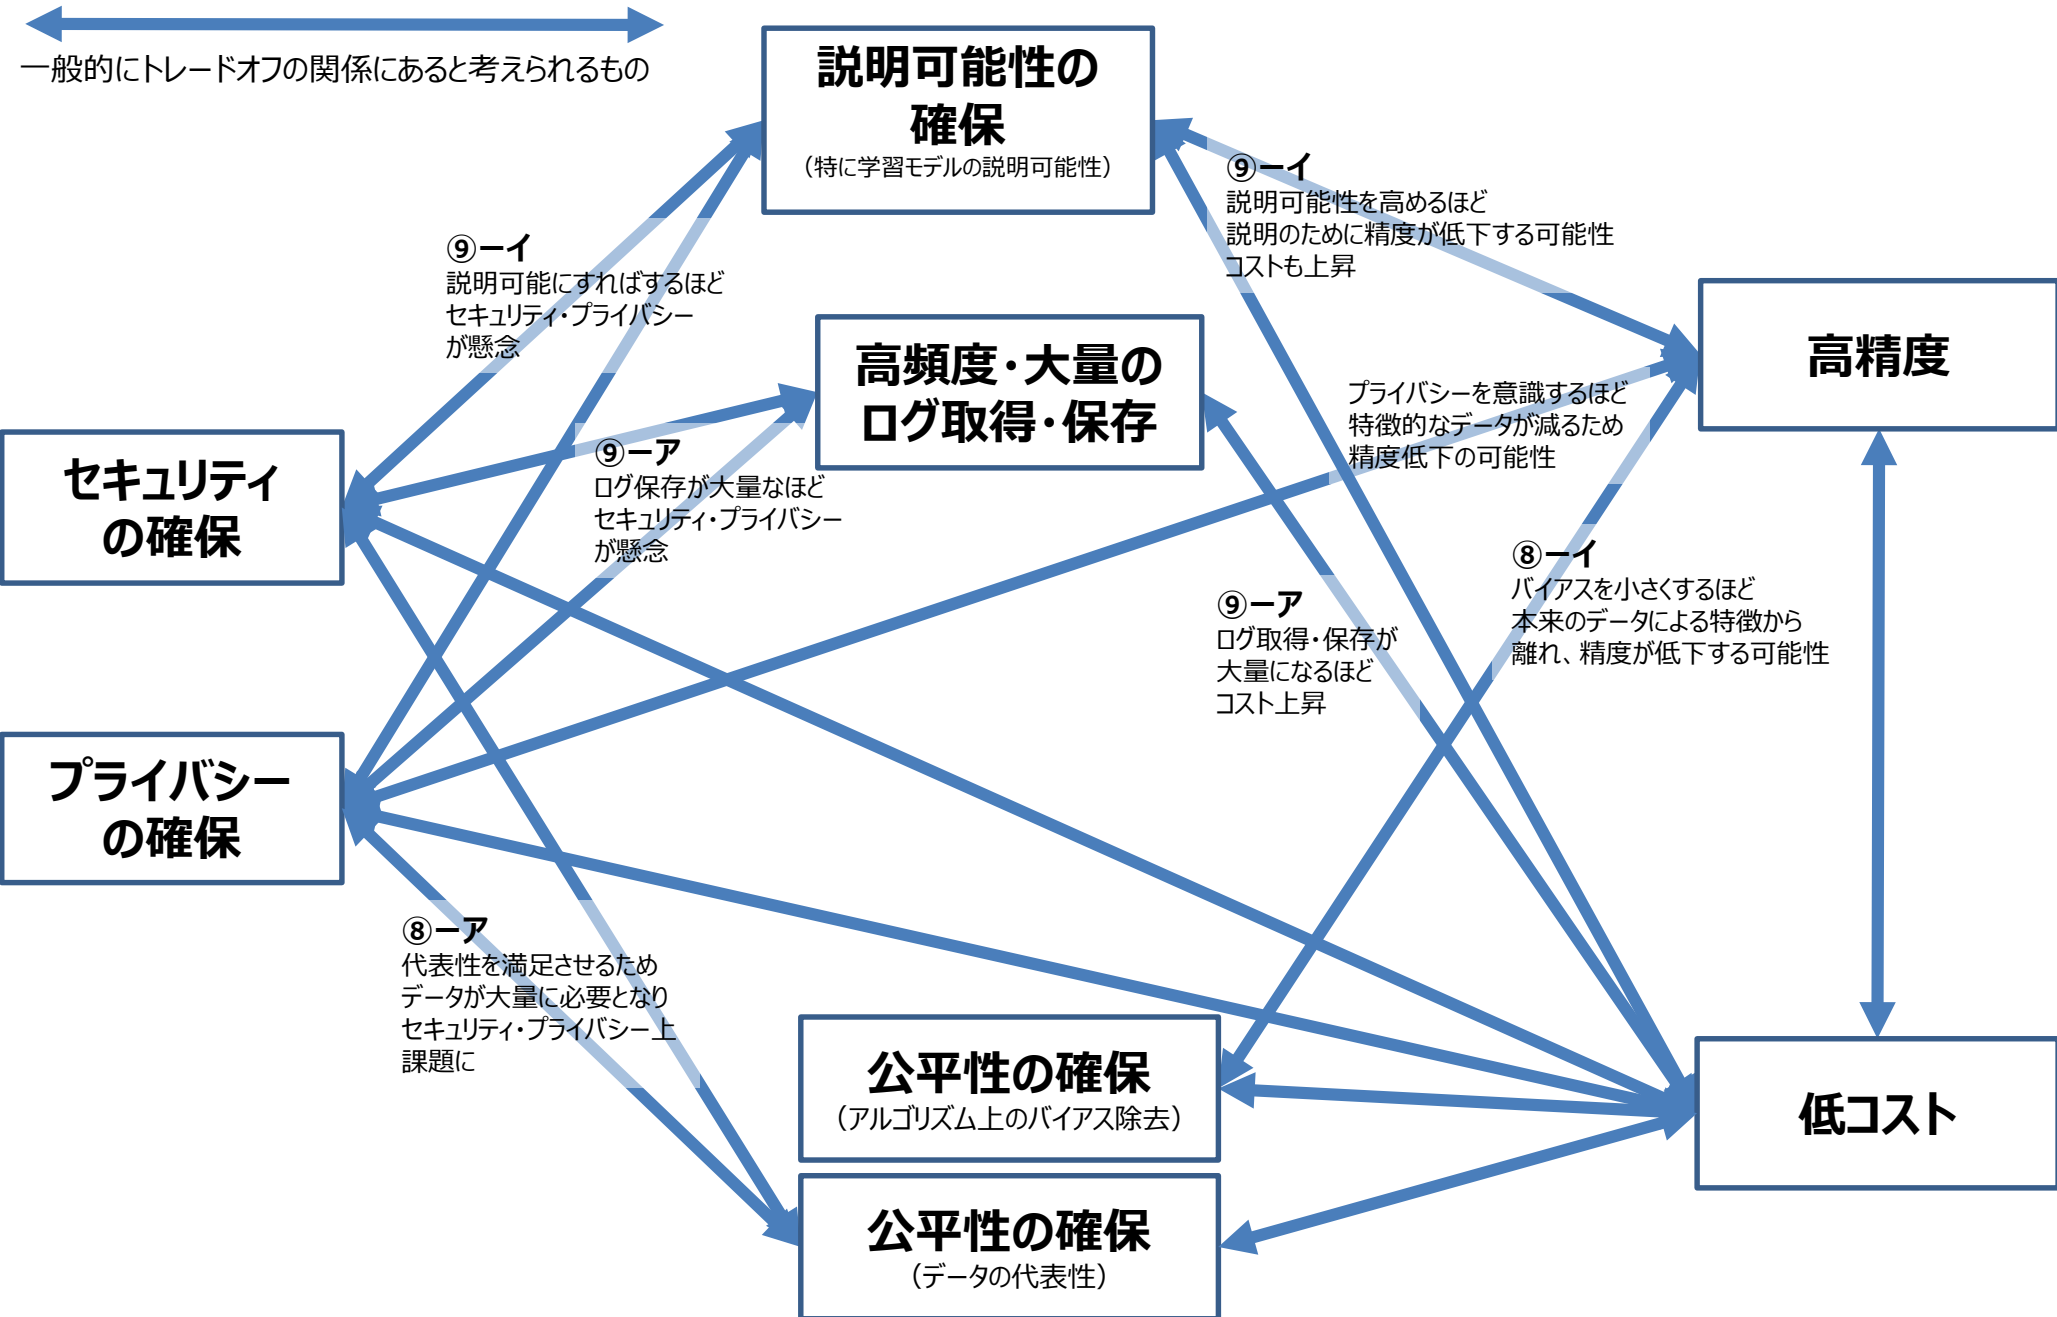 一般的にトレードオフの関係にあると考えられるもの
説明可能性の
確保
（特に学習モデルの説明可能性）
⑨ーイ
説明可能性を高めるほど
説明のために精度が低下する可能性
コストも上昇
⑨ーイ
説明可能にすればするほど
セキュリティ・プライバシー
が懸念
高頻度・大量の
ログ取得・保存
高精度
プライバシーを意識するほど
特徴的なデータが減るため
精度低下の可能性
セキュリティ
の確保
⑨ーア
ログ保存が大量なほど
セキュリティ・プライバシー
が懸念
⑧ーイ
バイアスを小さくするほど
本来のデータによる特徴から
離れ、精度が低下する可能性
⑨ーア
ログ取得・保存が
大量になるほど
コスト上昇
プライバシー
の確保
⑧ーア
代表性を満足させるため
データが大量に必要となり
セキュリティ・プライバシー上
課題に
公平性の確保
（アルゴリズム上のバイアス除去）
低コスト
公平性の確保
（データの代表性）